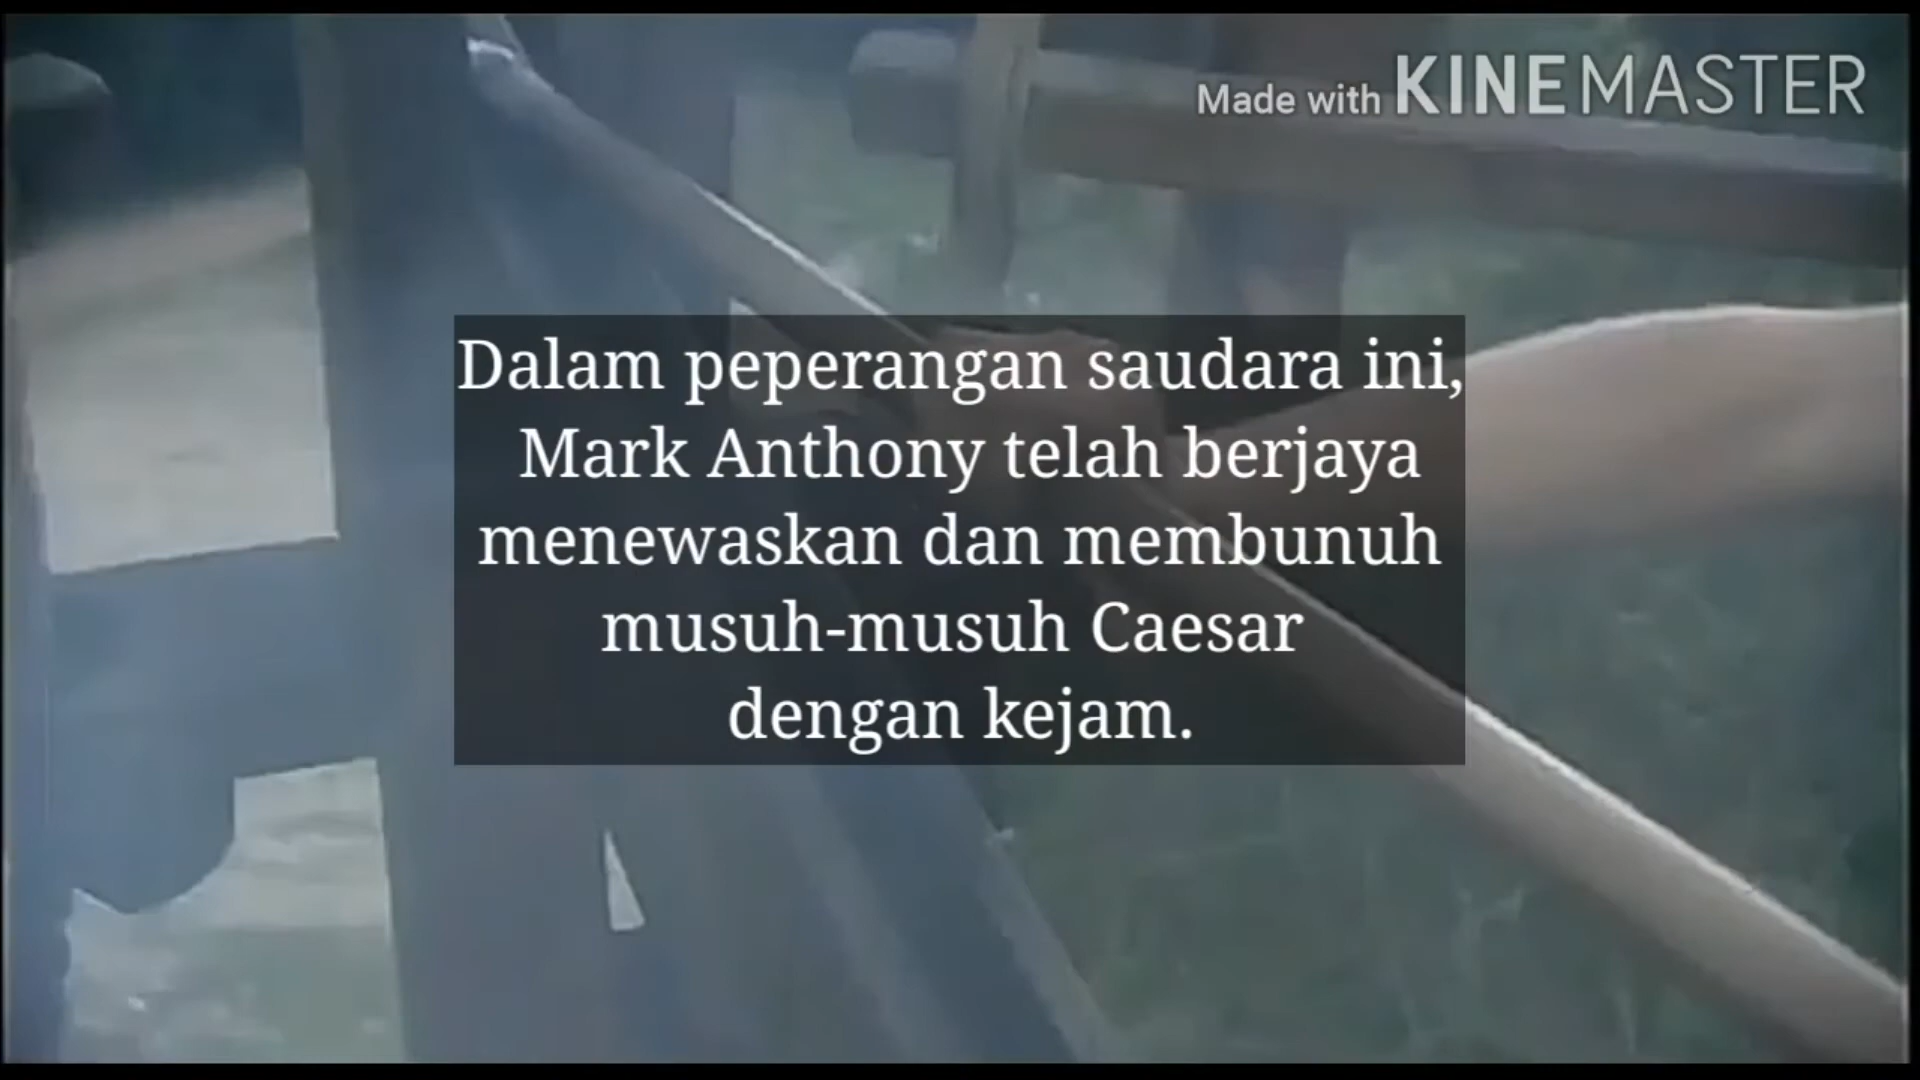 Made with KINEMASTER
Dalam peperangan saudara ini,
Mark Anthony telah berjaya
menewaskan dan membunuh
musuh-musuh Caesar
dengan kejam.